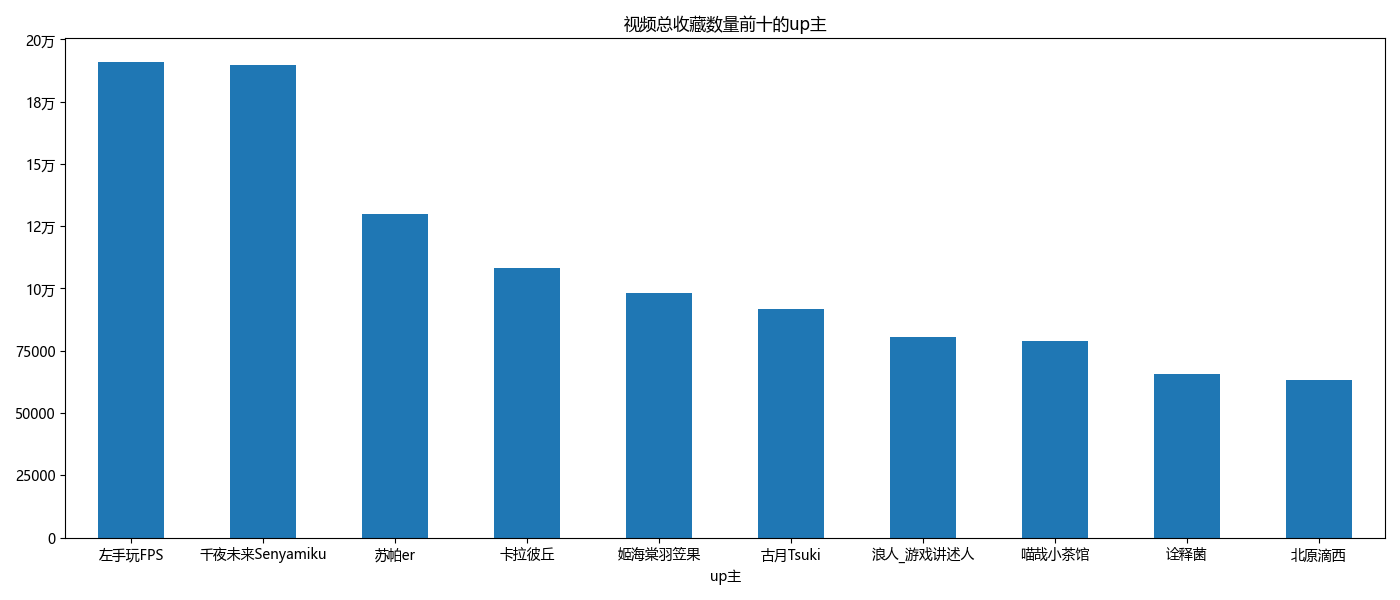 视频总收藏数量前十的up主
20万
18万
15万
12万
10万
75000
50000
25000
0
左手玩FPS 千夜未来Senyamiku 苏帕er 卡拉彼丘 姬海棠羽笠果 古月Tsuki 浪人_游戏讲述人 喵哉小茶馆 诠释菌 北原滴西
up主